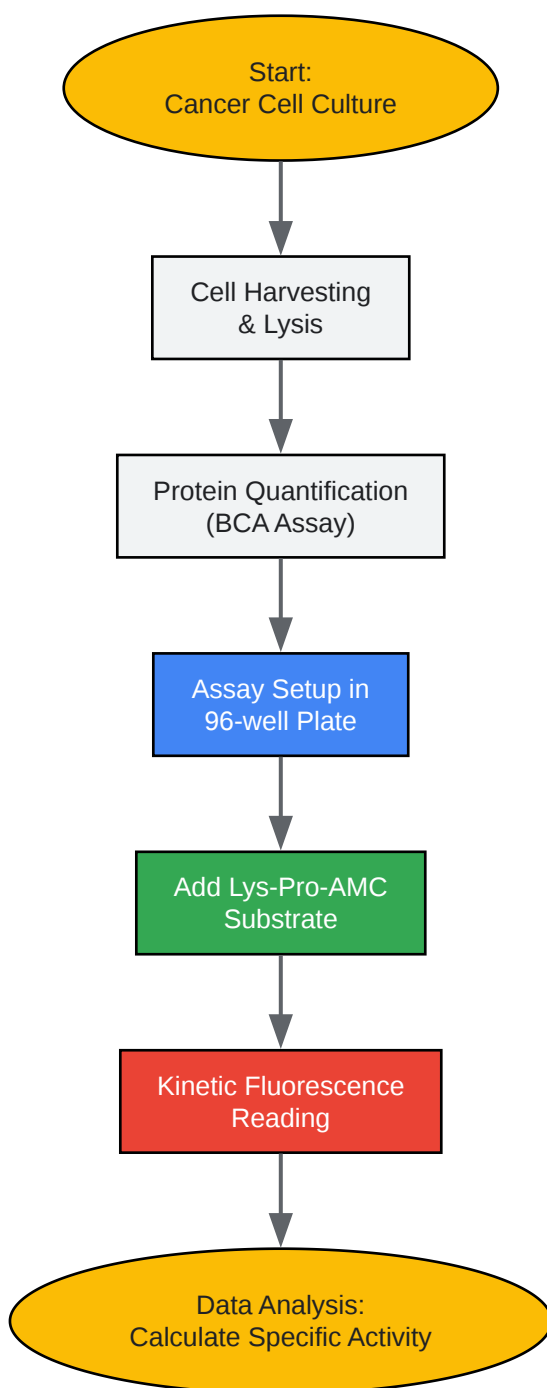 Start:
Cancer Cell Culture
Cell Harvesting
& Lysis
Protein Quantification
(BCA Assay)
Assay Setup in
96-well Plate
Add Lys-Pro-AMC
Substrate
Kinetic Fluorescence
Reading
Data Analysis:
Calculate Specific Activity